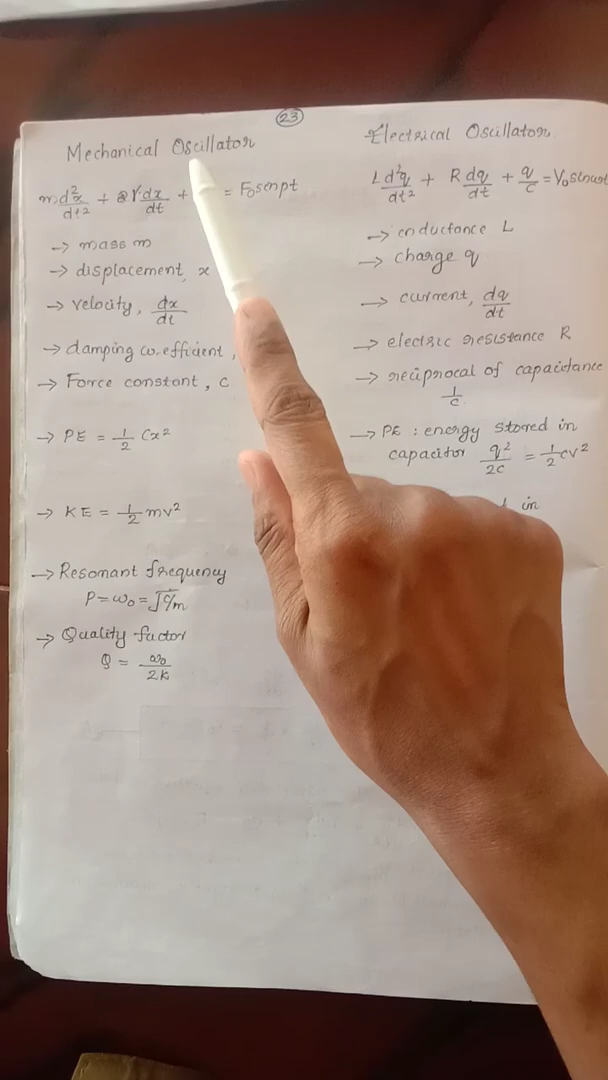 23
Mechanical Oscillator
m d²x/dt² + 2r dx/dt + = F₀sinpt
→ mass m
→ displacement, x
→ velocity, dx/dt
→ damping co.efficient,
→ Force constant, c
→ PE = 1/2 Cx²
→ KE = 1/2 mv²
→ Resonant frequency
P = ω₀ = √c/m
→ Quality factor
Q = ω₀/2K
Electrical Oscillator
L d²q/dt² + R dq/dt + q/c = V₀sinωt
→ inductance L
→ charge q
→ current, dq/dt
→ electric resistance R
→ reciprocal of capacitance
1/c
→ PE : energy stored in
capacitor q²/2c = 1/2 cv²
in